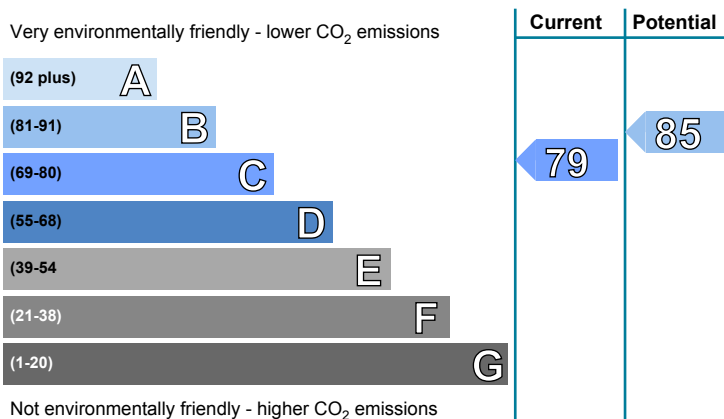 Very environmentally friendly - lower CO2 emissions
Current
Potential
(92 plus) A
(81-91) B
(69-80) C
(55-68) D
(39-54 E
(21-38) F
(1-20) G
79
85
Not environmentally friendly - higher CO2 emissions